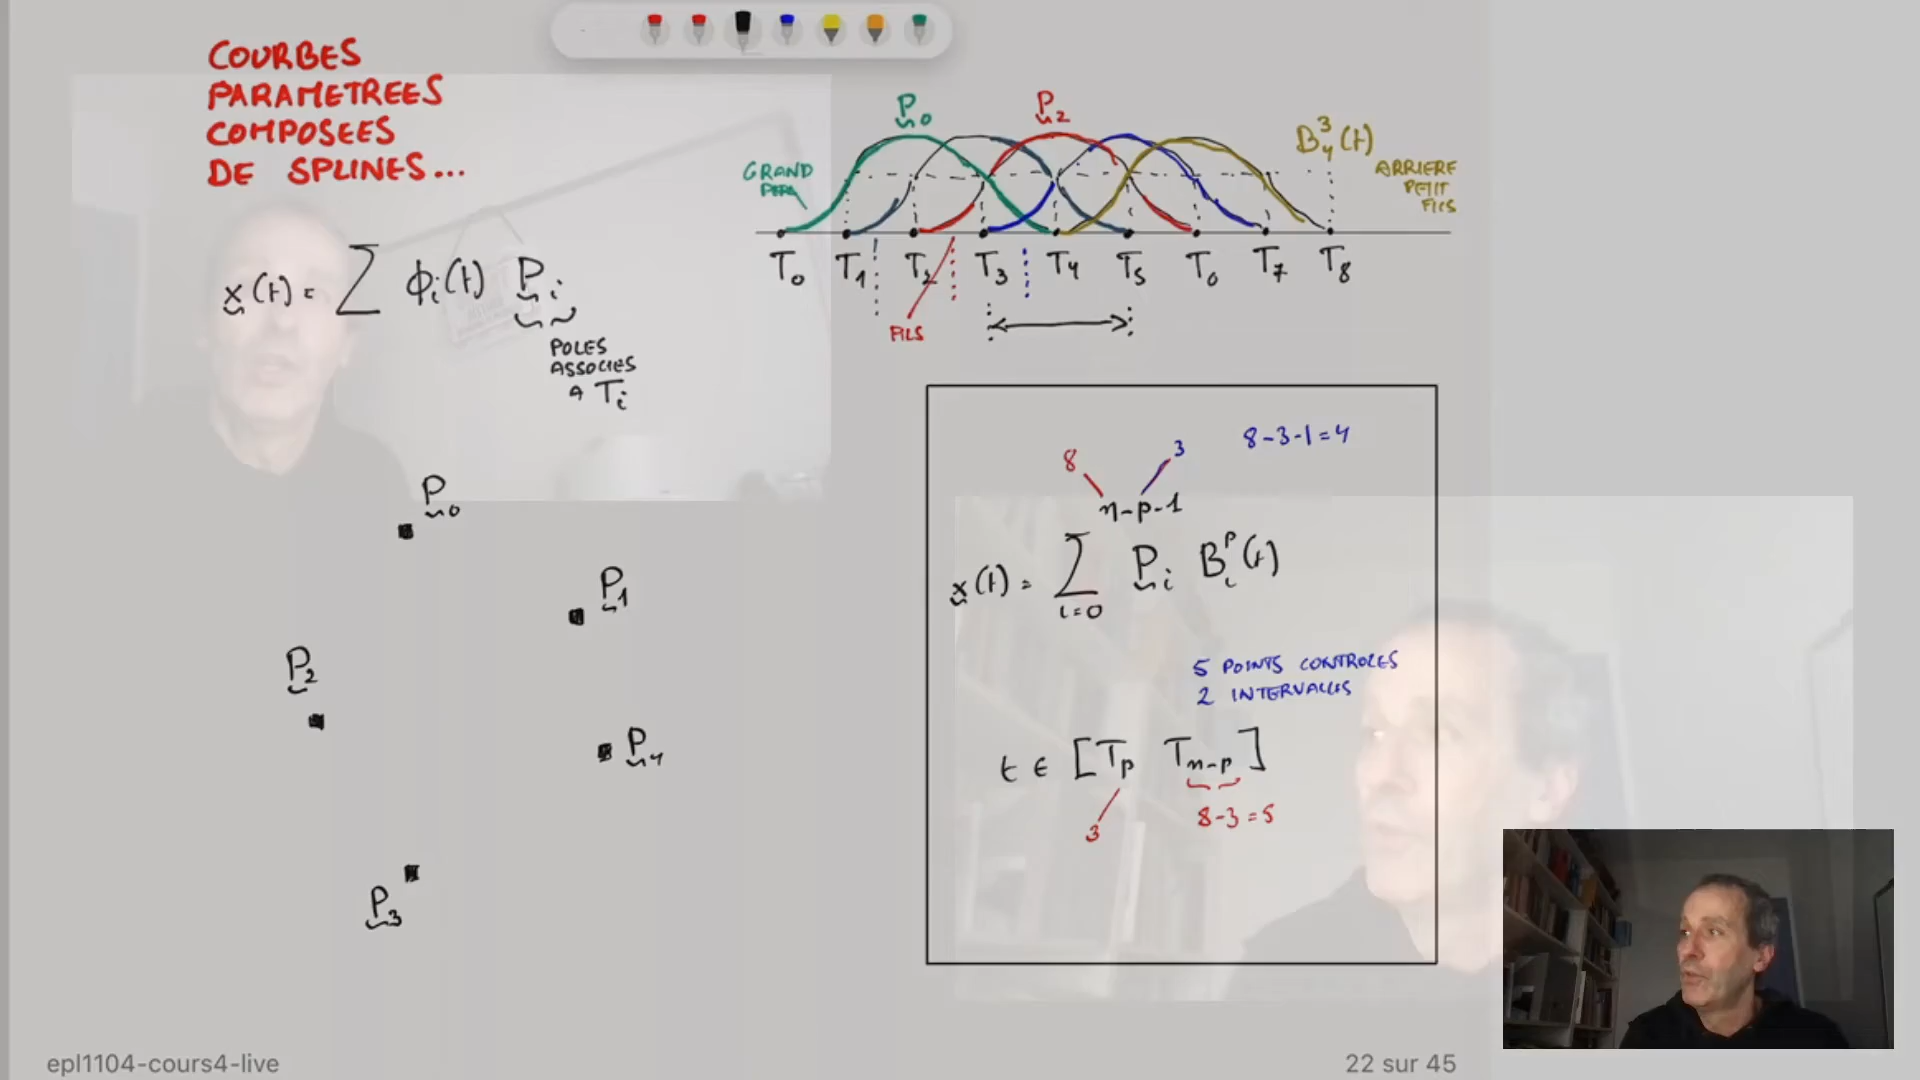 COURBES
PARAMETREES
COMPOSEES
DE SPLINES...
x(t) = Σ ϕi(t) Pi
POLES
ASSOCIES
A Ti
P0
P1
P2
P4
P3
P0
P2
B₄³(t)
GRAND
PERE
ARRIERE
PETIT
FILS
T0 T1 T2 T3 T4 T5 T6 T7 T8
FILS
8-3-1=4
8 3
n-p-1
x(t) = Σ Pi Bᵢᵖ(t)
i=0
5 POINTS CONTROLES
2 INTERVALLES
t ∈ [Tp Tn-p]
3
8-3=5
epl1104-cours4-live
22 sur 45